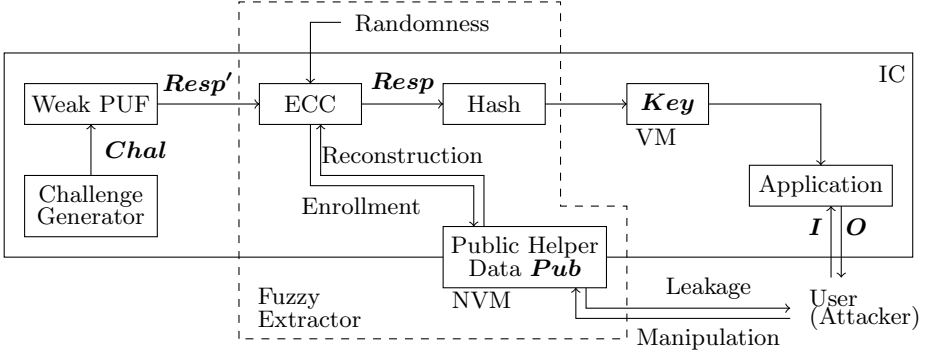 Randomness
IC
Resp′
Resp
Weak PUF
ECC
Hash
Key
VM
Chal
Reconstruction
Challenge
Generator
Enrollment
Application
I
O
Public Helper
Data Pub
NVM
Fuzzy
Extractor
Leakage
User
(Attacker)
Manipulation